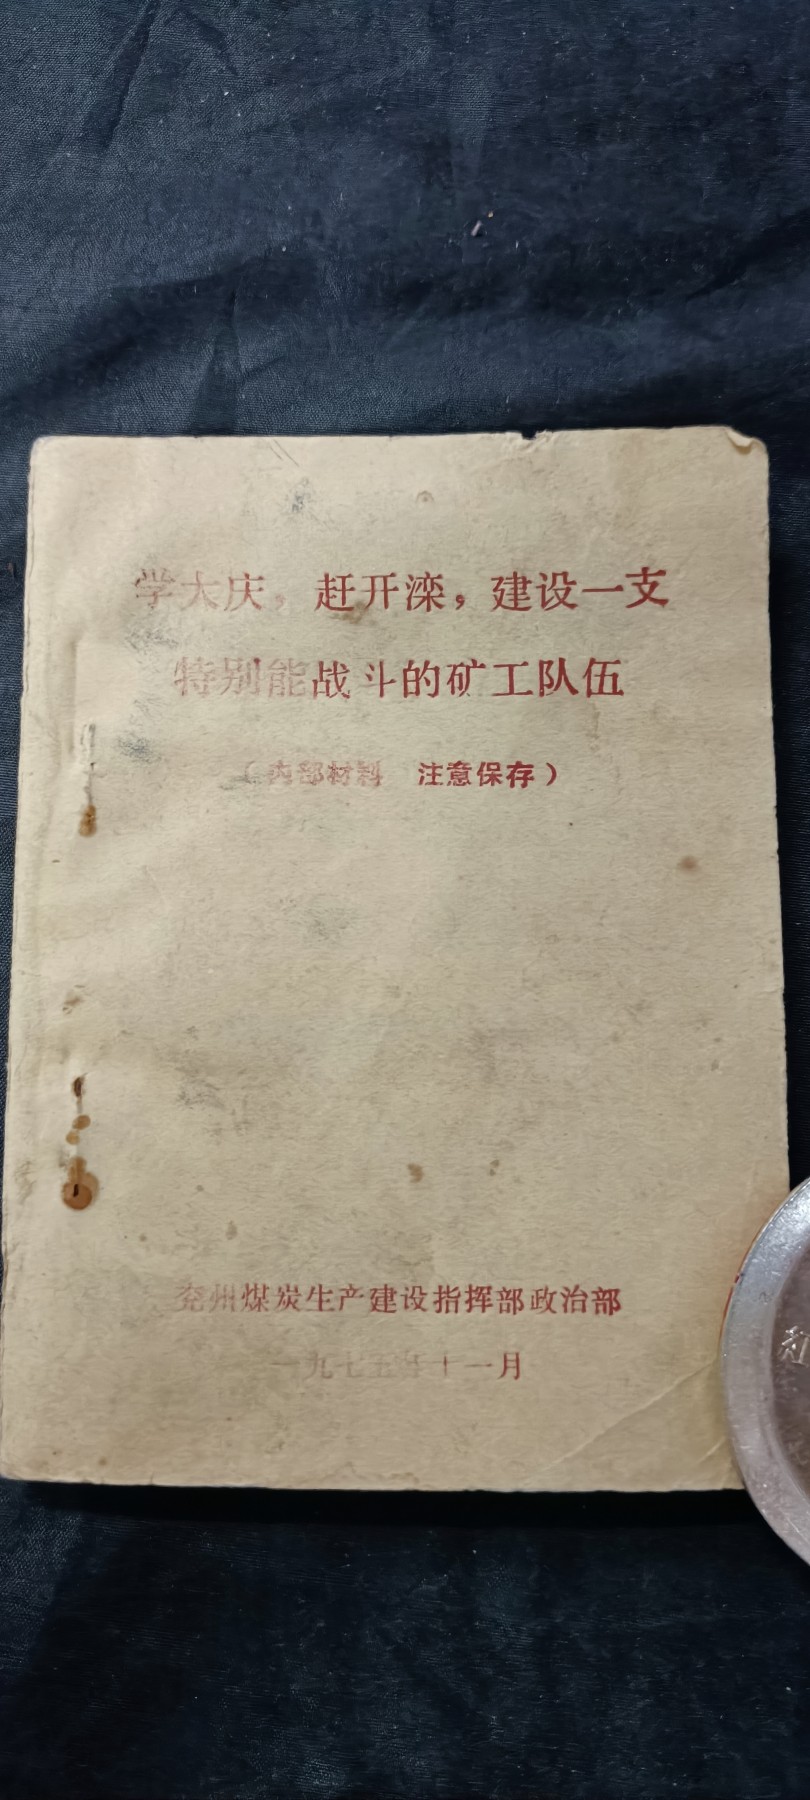 学大庆，赶开滦，建设一支
特别能战斗的矿工队伍
（内部材料　注意保存）
兖州煤炭生产建设指挥部政治部
一九七五年十一月